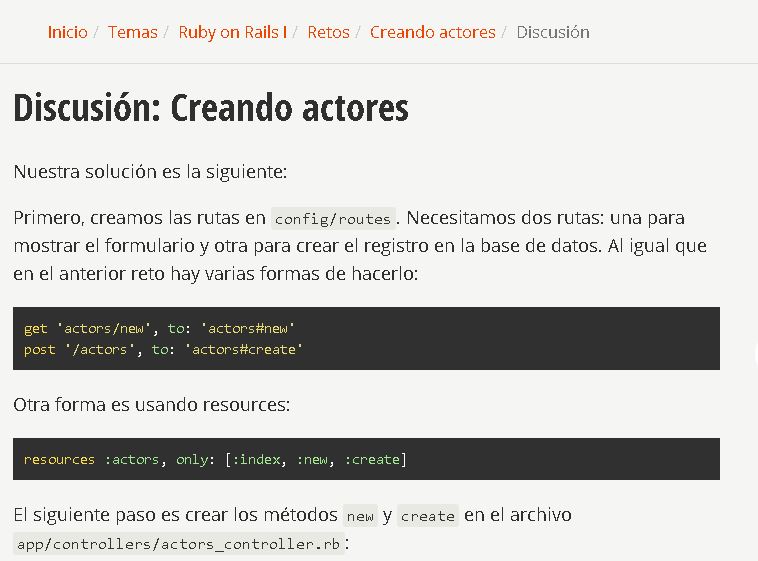 Inicio / Temas / Ruby on Rails I / Retos / Creando actores / Discusión
Discusión: Creando actores
Nuestra solución es la siguiente:
Primero, creamos las rutas en config/routes. Necesitamos dos rutas: una para
mostrar el formulario y otra para crear el registro en la base de datos. Al igual que
en el anterior reto hay varias formas de hacerlo:
get 'actors/new', to: 'actors#new'
post '/actors', to: 'actors#create'
Otra forma es usando resources:
resources :actors, only: [:index, :new, :create]
El siguiente paso es crear los métodos new y create en el archivo
app/controllers/actors_controller.rb: